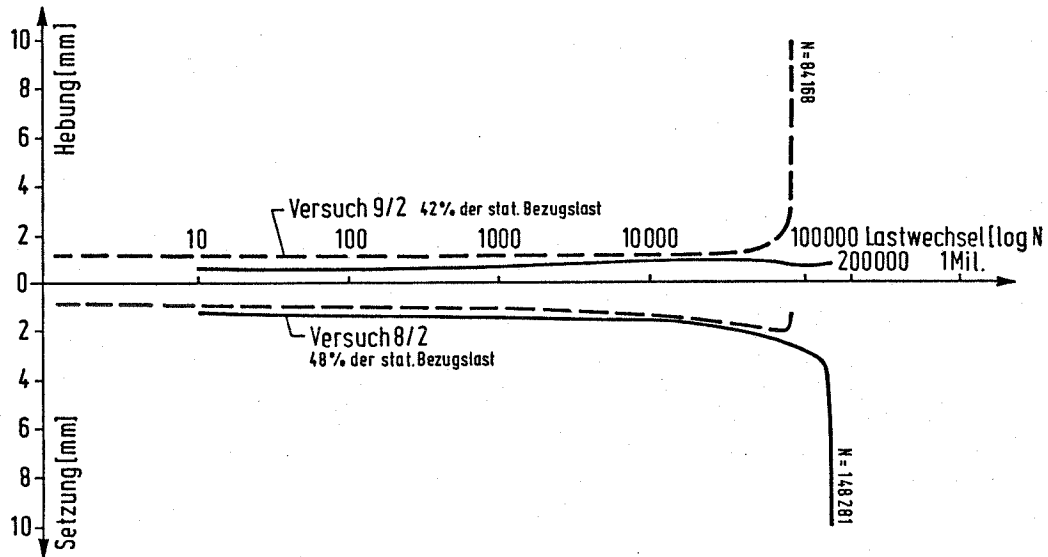 10
8
6
4
2
0
2
4
6
8
10
Hebung [mm]
Setzung [mm]
N = 84168
Versuch 9/2 42% der stat. Bezugslast
10 100 1000 10000 100000 Lastwechsel (log N
200000 1Mil.
Versuch 8/2
48% der stat. Bezugslast
N = 148281